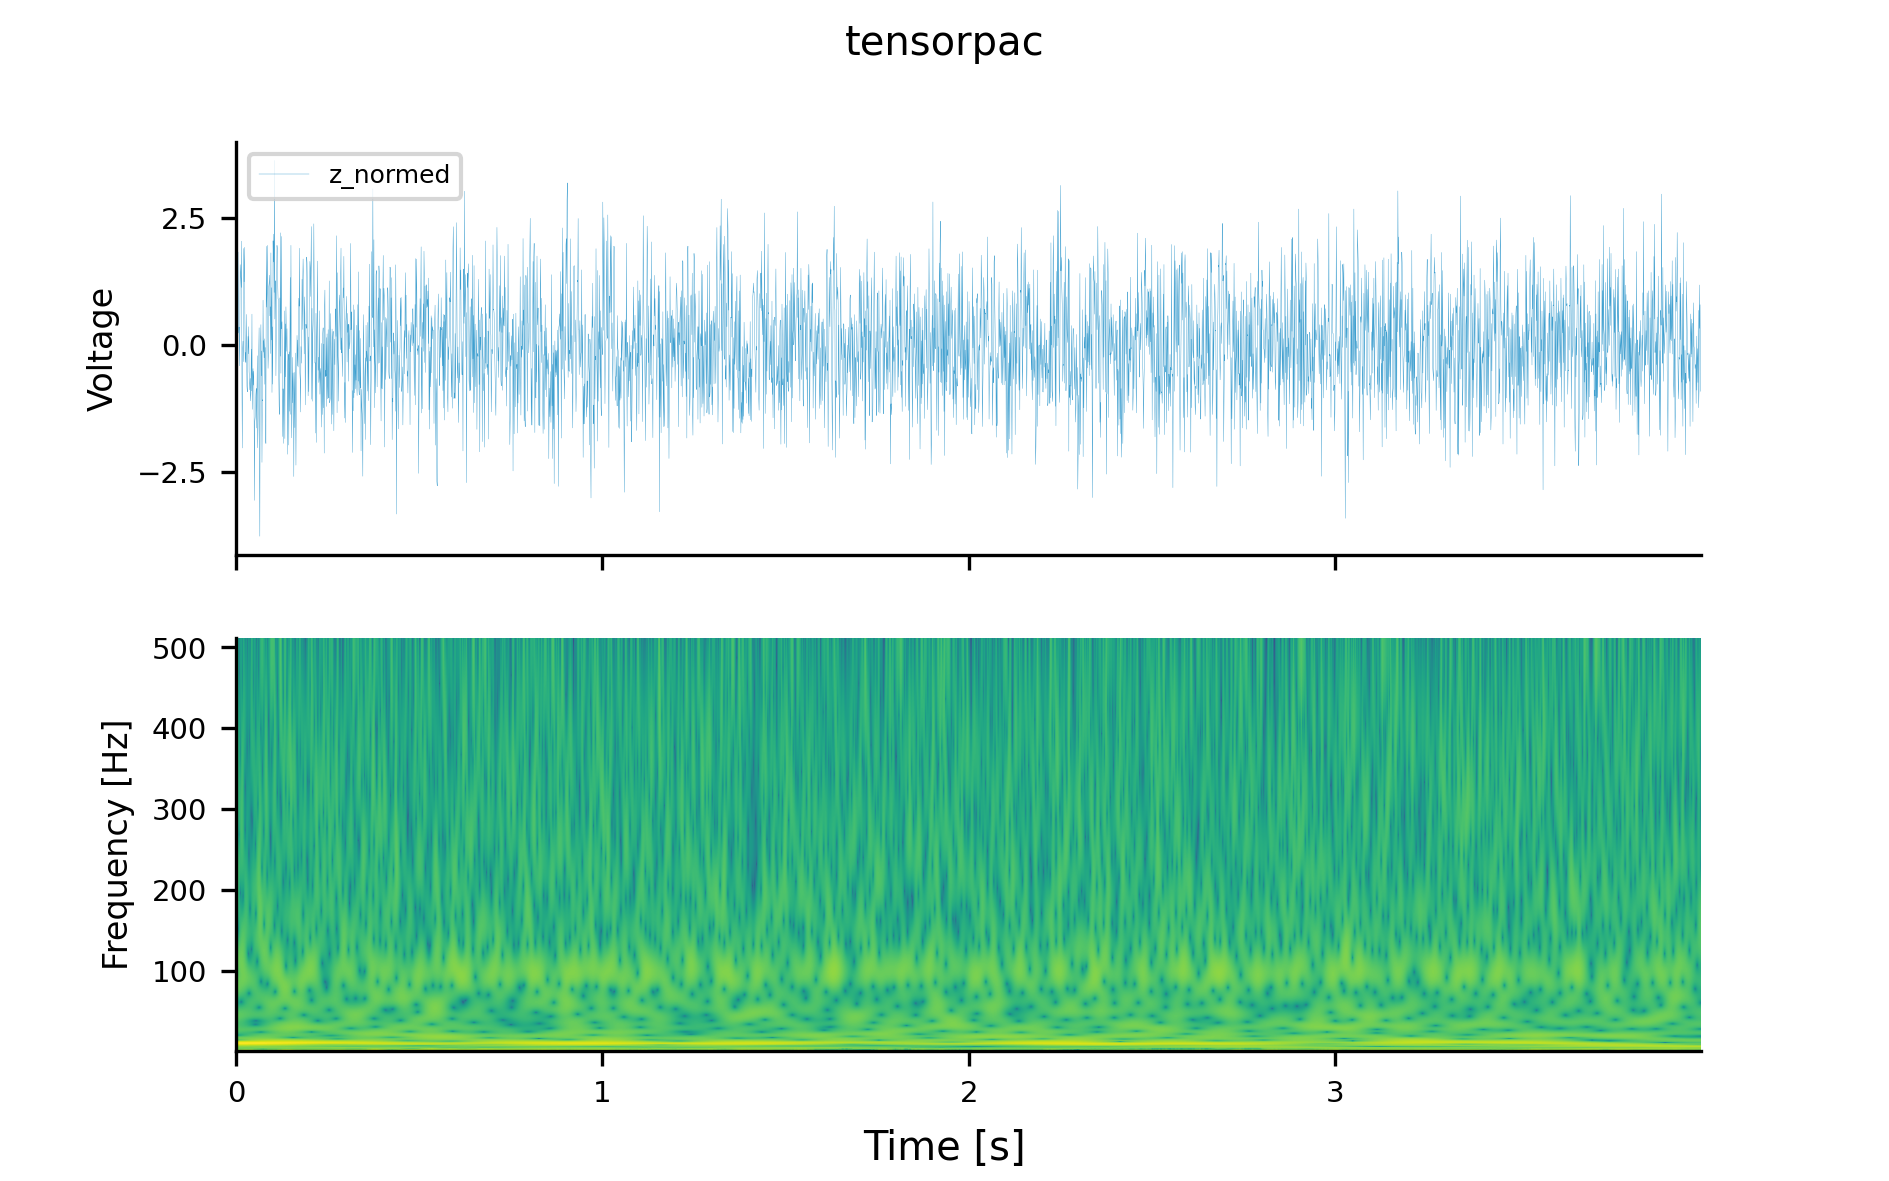 tensorpac
z_normed
2.5
0.0
−2.5
Voltage
500
400
300
200
100
Frequency [Hz]
0 1 2 3
Time [s]